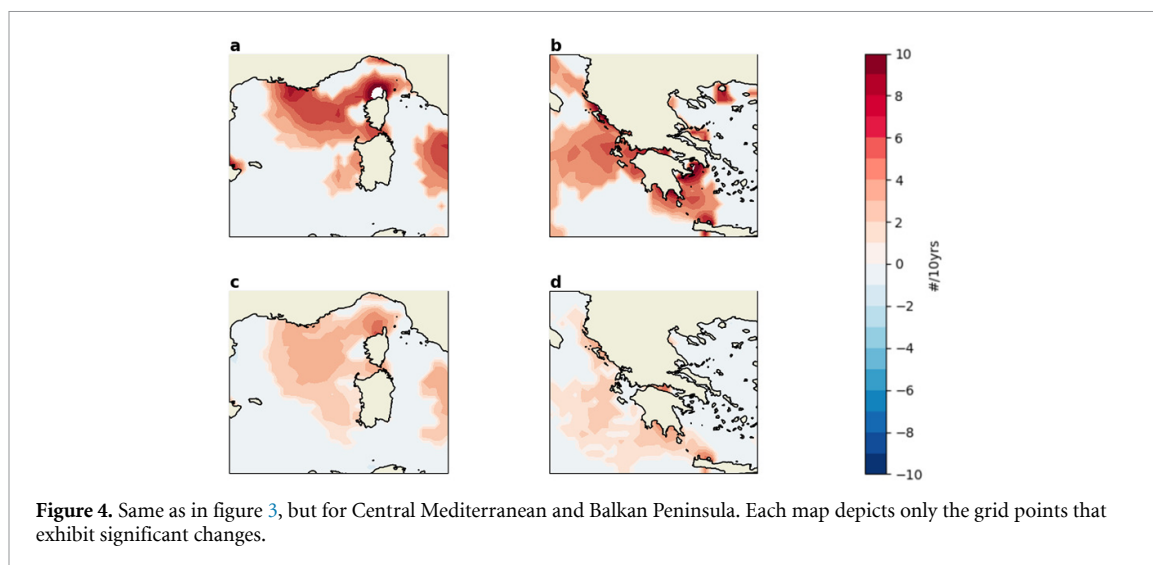 a
b
c
d
10
8
6
4
2
0
−2
−4
−6
−8
−10
#/10yrs
Figure 4. Same as in figure 3, but for Central Mediterranean and Balkan Peninsula. Each map depicts only the grid points that
exhibit significant changes.